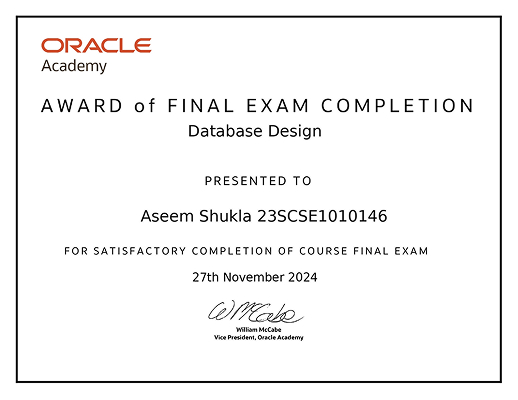 ORACLE
Academy
AWARD of FINAL EXAM COMPLETION
Database Design
PRESENTED TO
Aseem Shukla 23SCSE1010146
FOR SATISFACTORY COMPLETION OF COURSE FINAL EXAM
27th November 2024
WMcCabe
William McCabe
Vice President, Oracle Academy